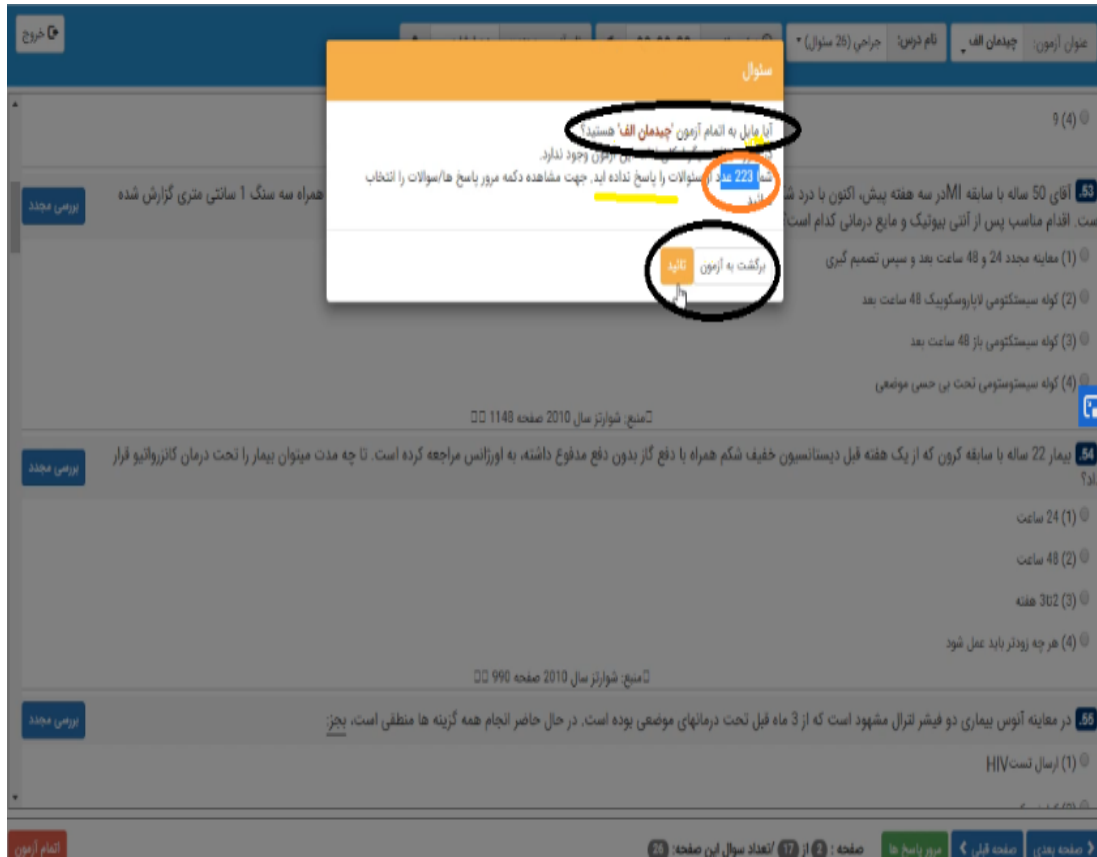 خروج
عنوان آزمون: چیدمان الف نام درس: جراحی (26 سئوال)
سئوال
آیا مایل به اتمام آزمون 'چیدمان الف' هستید؟
وجود ندارد.
شما 223 عدد از سئوالات را پاسخ نداده اید. جهت مشاهده دکمه مرور پاسخ ها/سوالات را انتخاب
برگشت به آزمون تائید
4) 9)
53. آقای 50 ساله با سابقه MIدر سه هفته پیش، اکنون با درد همراه سه سنگ 1 سانتی متری گزارش شده
ست. اقدام مناسب پس از آنتی بیوتیک و مایع درمانی کدام است؟
بررسی مجدد
(1) معاینه مجدد 24 و 48 ساعت بعد و سپس تصمیم گیری
(2) کوله سیستکتومی لاپاروسکوپیک 48 ساعت بعد
(3) کوله سیستکتومی باز 48 ساعت بعد
(4) کوله سیستوستومی تحت بی حسی موضعی
منبع: شوارتز سال 2010 صفحه 1148
54. بیمار 22 ساله با سابقه کرون که از یک هفته قبل دیستانسیون خفیف شکم همراه با دفع گاز بدون دفع مدفوع داشته، به اورژانس مراجعه کرده است. تا چه مدت میتوان بیمار را تحت درمان کانزرواتیو قرار
داد؟
بررسی مجدد
(1) 24 ساعت
(2) 48 ساعت
(3) 2تا3 هفته
(4) هر چه زودتر باید عمل شود
منبع: شوارتز سال 2010 صفحه 990
55. در معاینه آنوس بیماری دو فیشر لترال مشهود است که از 3 ماه قبل تحت درمانهای موضعی بوده است. در حال حاضر انجام همه گزینه ها منطقی است، بجز:
بررسی مجدد
(1) ارسال تست HIV
صفحه بعدی صفحه قبلی مرور پاسخ ها صفحه : 2 از 17 /تعداد سوال این صفحه: 26 اتمام آزمون